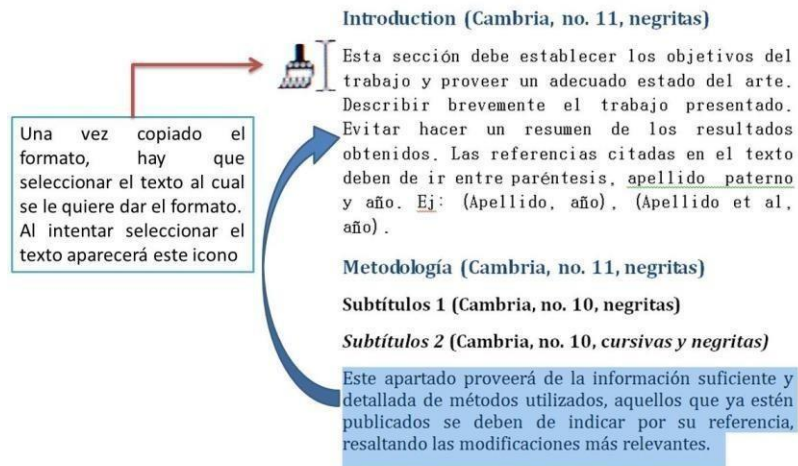 Introduction (Cambria, no. 11, negritas)
Esta sección debe establecer los objetivos del
trabajo y proveer un adecuado estado del arte.
Describir brevemente el trabajo presentado.
Evitar hacer un resumen de los resultados
obtenidos. Las referencias citadas en el texto
deben de ir entre paréntesis, apellido paterno
y año. Ej: (Apellido, año), (Apellido et al,
año).
Una vez copiado el
formato, hay que
seleccionar el texto al cual
se le quiere dar el formato.
Al intentar seleccionar el
texto aparecerá este icono
Metodología (Cambria, no. 11, negritas)
Subtítulos 1 (Cambria, no. 10, negritas)
Subtítulos 2 (Cambria, no. 10, cursivas y negritas)
Este apartado proveerá de la información suficiente y
detallada de métodos utilizados, aquellos que ya estén
publicados se deben de indicar por su referencia,
resaltando las modificaciones más relevantes.